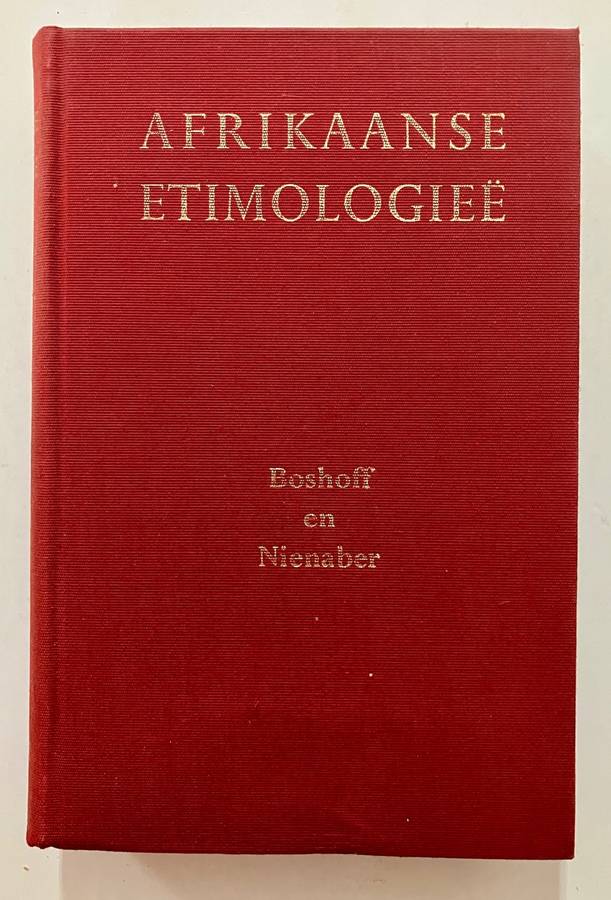 AFRIKAANSE
ETIMOLOGIEË
Boshoff
en
Nienaber